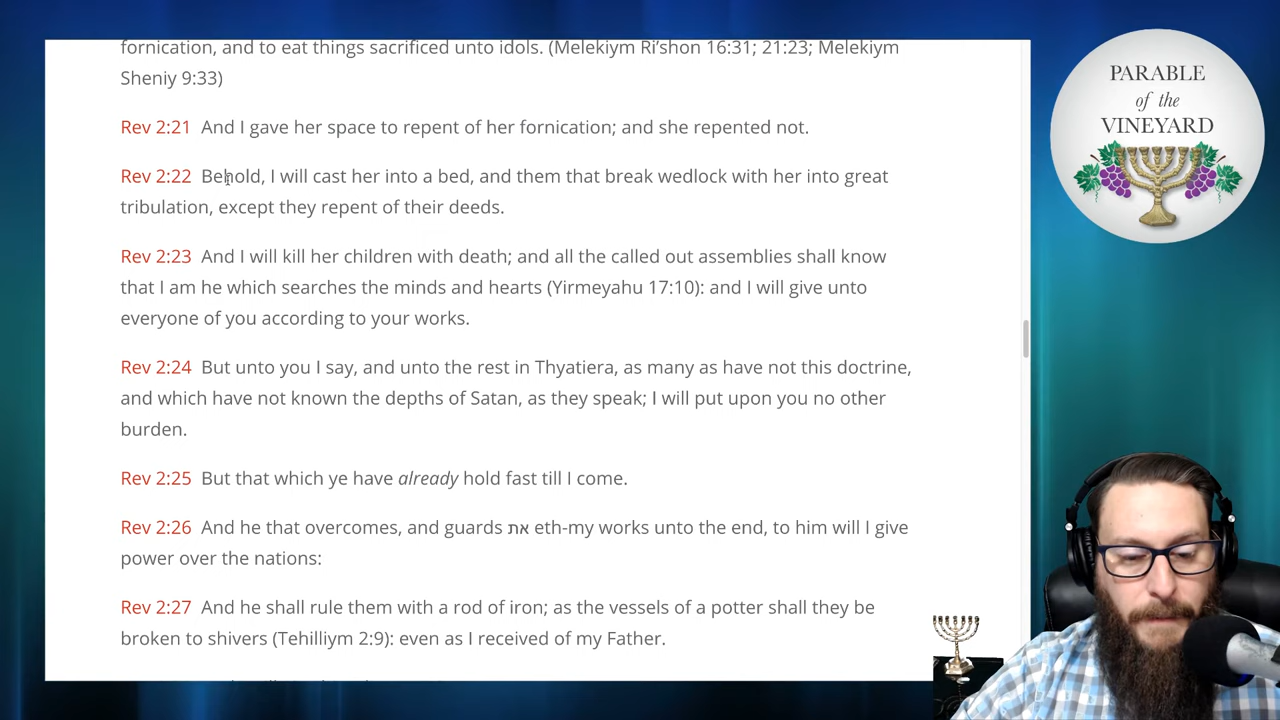 fornication, and to eat things sacrificed unto idols. (Melekiym Ri’shon 16:31; 21:23; Melekiym
Sheniy 9:33)
Rev 2:21 And I gave her space to repent of her fornication; and she repented not.
Rev 2:22 Behold, I will cast her into a bed, and them that break wedlock with her into great
tribulation, except they repent of their deeds.
Rev 2:23 And I will kill her children with death; and all the called out assemblies shall know
that I am he which searches the minds and hearts (Yirmeyahu 17:10): and I will give unto
everyone of you according to your works.
Rev 2:24 But unto you I say, and unto the rest in Thyatiera, as many as have not this doctrine,
and which have not known the depths of Satan, as they speak; I will put upon you no other
burden.
Rev 2:25 But that which ye have already hold fast till I come.
Rev 2:26 And he that overcomes, and guards את eth-my works unto the end, to him will I give
power over the nations:
Rev 2:27 And he shall rule them with a rod of iron; as the vessels of a potter shall they be
broken to shivers (Tehilliym 2:9): even as I received of my Father.
PARABLE
of the
VINEYARD